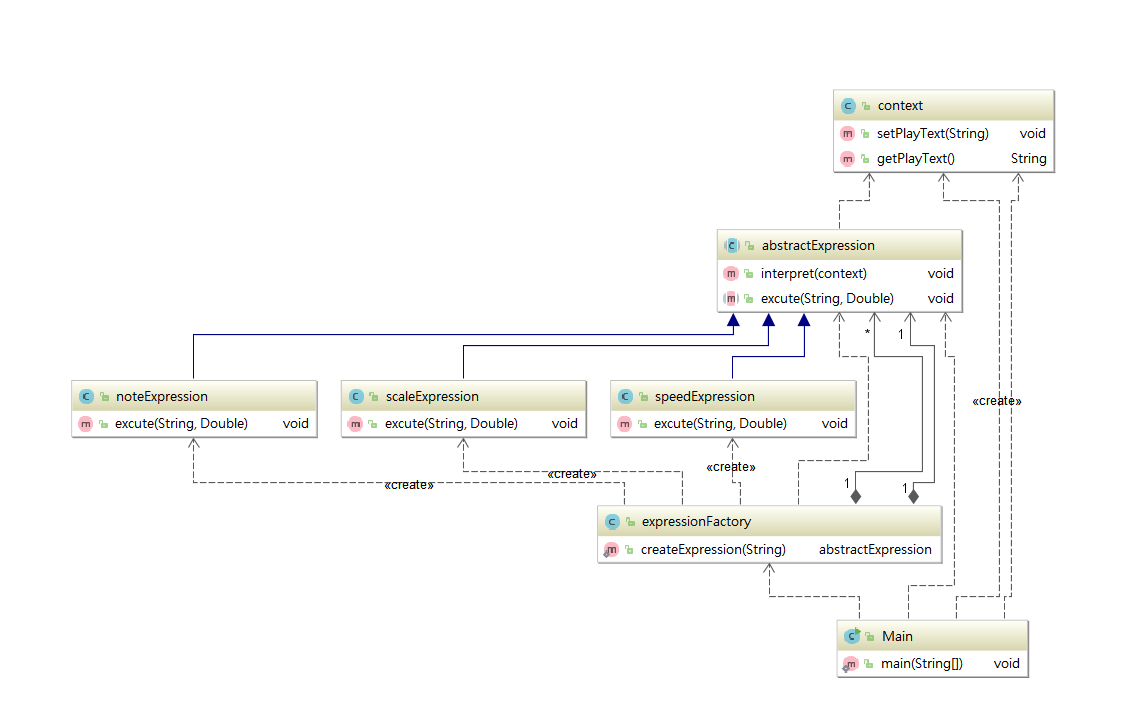 context
setPlayText(String) void
getPlayText() String
abstractExpression
interpret(context) void
excute(String, Double) void
* 1
noteExpression
excute(String, Double) void
scaleExpression
excute(String, Double) void
speedExpression
excute(String, Double) void
«create»
«create»
«create»
«create»
1 1
expressionFactory
createExpression(String) abstractExpression
Main
main(String[]) void